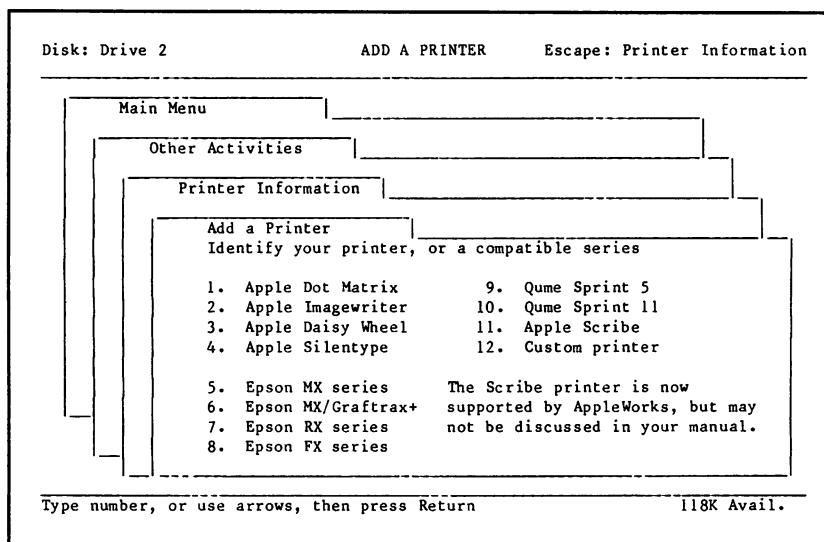 Disk: Drive 2 ADD A PRINTER Escape: Printer Information
Main Menu
Other Activities
Printer Information
Add a Printer
Identify your printer, or a compatible series
1. Apple Dot Matrix 9. Qume Sprint 5
2. Apple Imagewriter 10. Qume Sprint 11
3. Apple Daisy Wheel 11. Apple Scribe
4. Apple Silentype 12. Custom printer
5. Epson MX series The Scribe printer is now
6. Epson MX/Graftrax+ supported by AppleWorks, but may
7. Epson RX series not be discussed in your manual.
8. Epson FX series
Type number, or use arrows, then press Return 118K Avail.